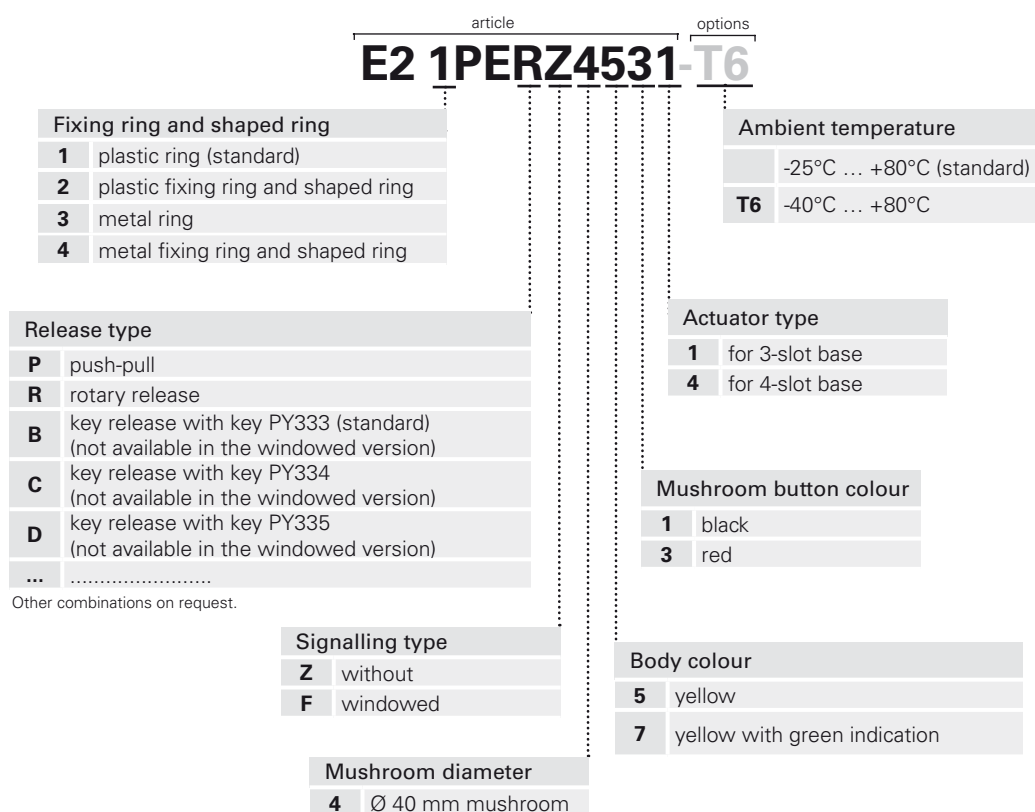 article
options
E2 1PERZ4531-T6
Fixing ring and shaped ring
1 plastic ring (standard)
2 plastic fixing ring and shaped ring
3 metal ring
4 metal fixing ring and shaped ring
Ambient temperature
-25°C … +80°C (standard)
T6 -40°C … +80°C
Release type
P push-pull
R rotary release
B key release with key PY333 (standard)
(not available in the windowed version)
C key release with key PY334
(not available in the windowed version)
D key release with key PY335
(not available in the windowed version)
... ........................
Other combinations on request.
Actuator type
1 for 3-slot base
4 for 4-slot base
Mushroom button colour
1 black
3 red
Signalling type
Z without
F windowed
Body colour
5 yellow
7 yellow with green indication
Mushroom diameter
4 Ø 40 mm mushroom